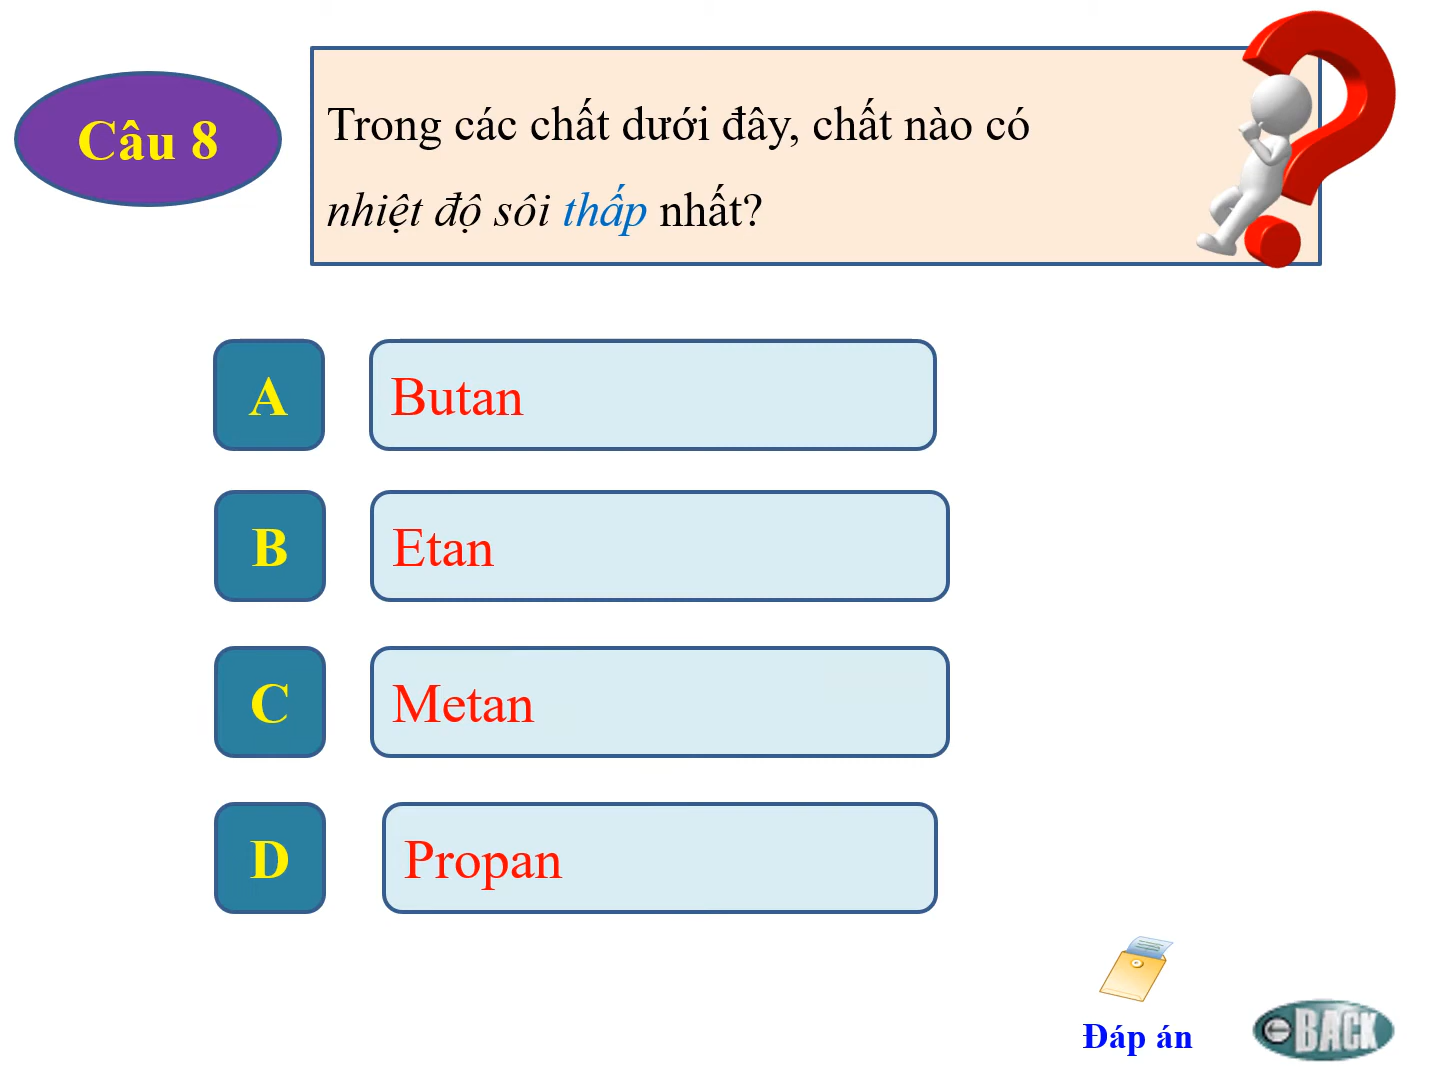 Câu 8
Trong các chất dưới đây, chất nào có
nhiệt độ sôi thấp nhất?
A
Butan
B
Etan
C
Metan
D
Propan
Đáp án
BACK